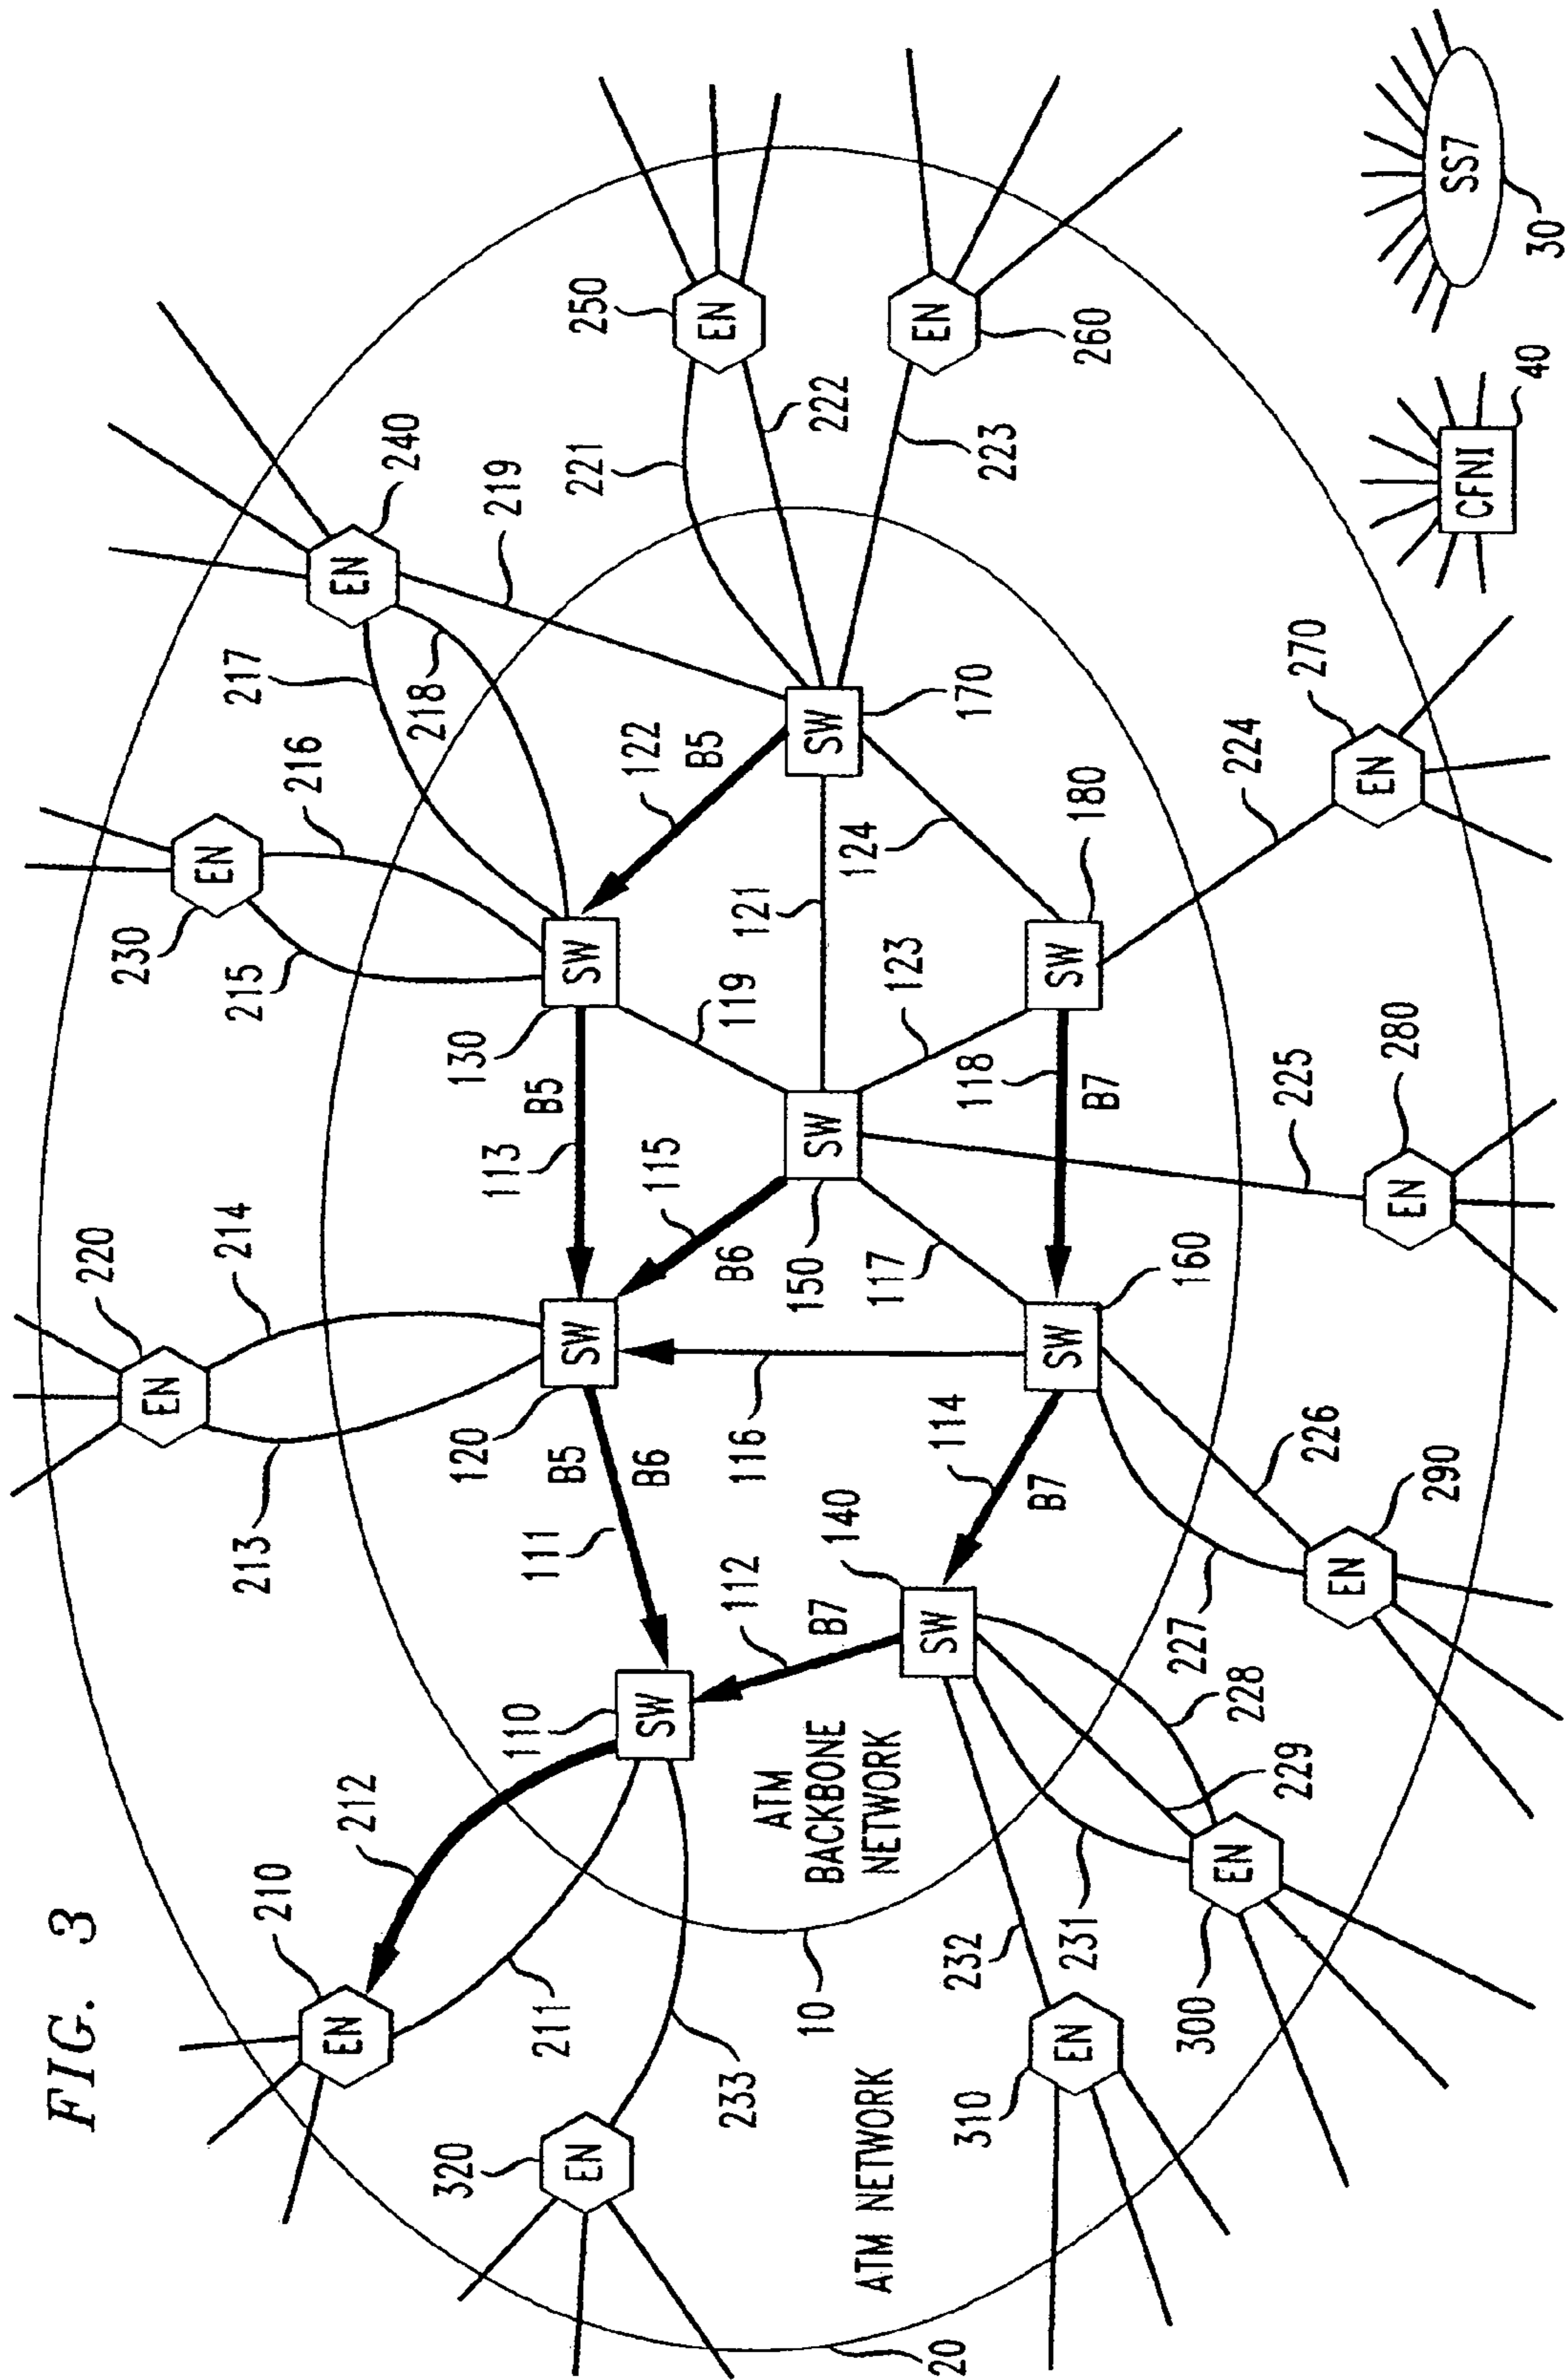 FIG. 3
220
214
213
230
215
216
217
218
240
219
210
212
211
320
233
120
B5
B6
111
113
B5
130
119
122
B5
221
250
222
223
260
110
112
B7
140
114
B7
116
115
B6
150
117
160
118
B7
123
121
124
180
170
ATM
BACKBONE
NETWORK
10
ATM NETWORK
20
310
232
231
300
229
228
227
226
290
225
280
224
270
EN
EN
EN
EN
EN
EN
EN
EN
EN
EN
EN
EN
SW
SW
SW
SW
SW
SW
SW
SW
CFNI
40
SS7
30